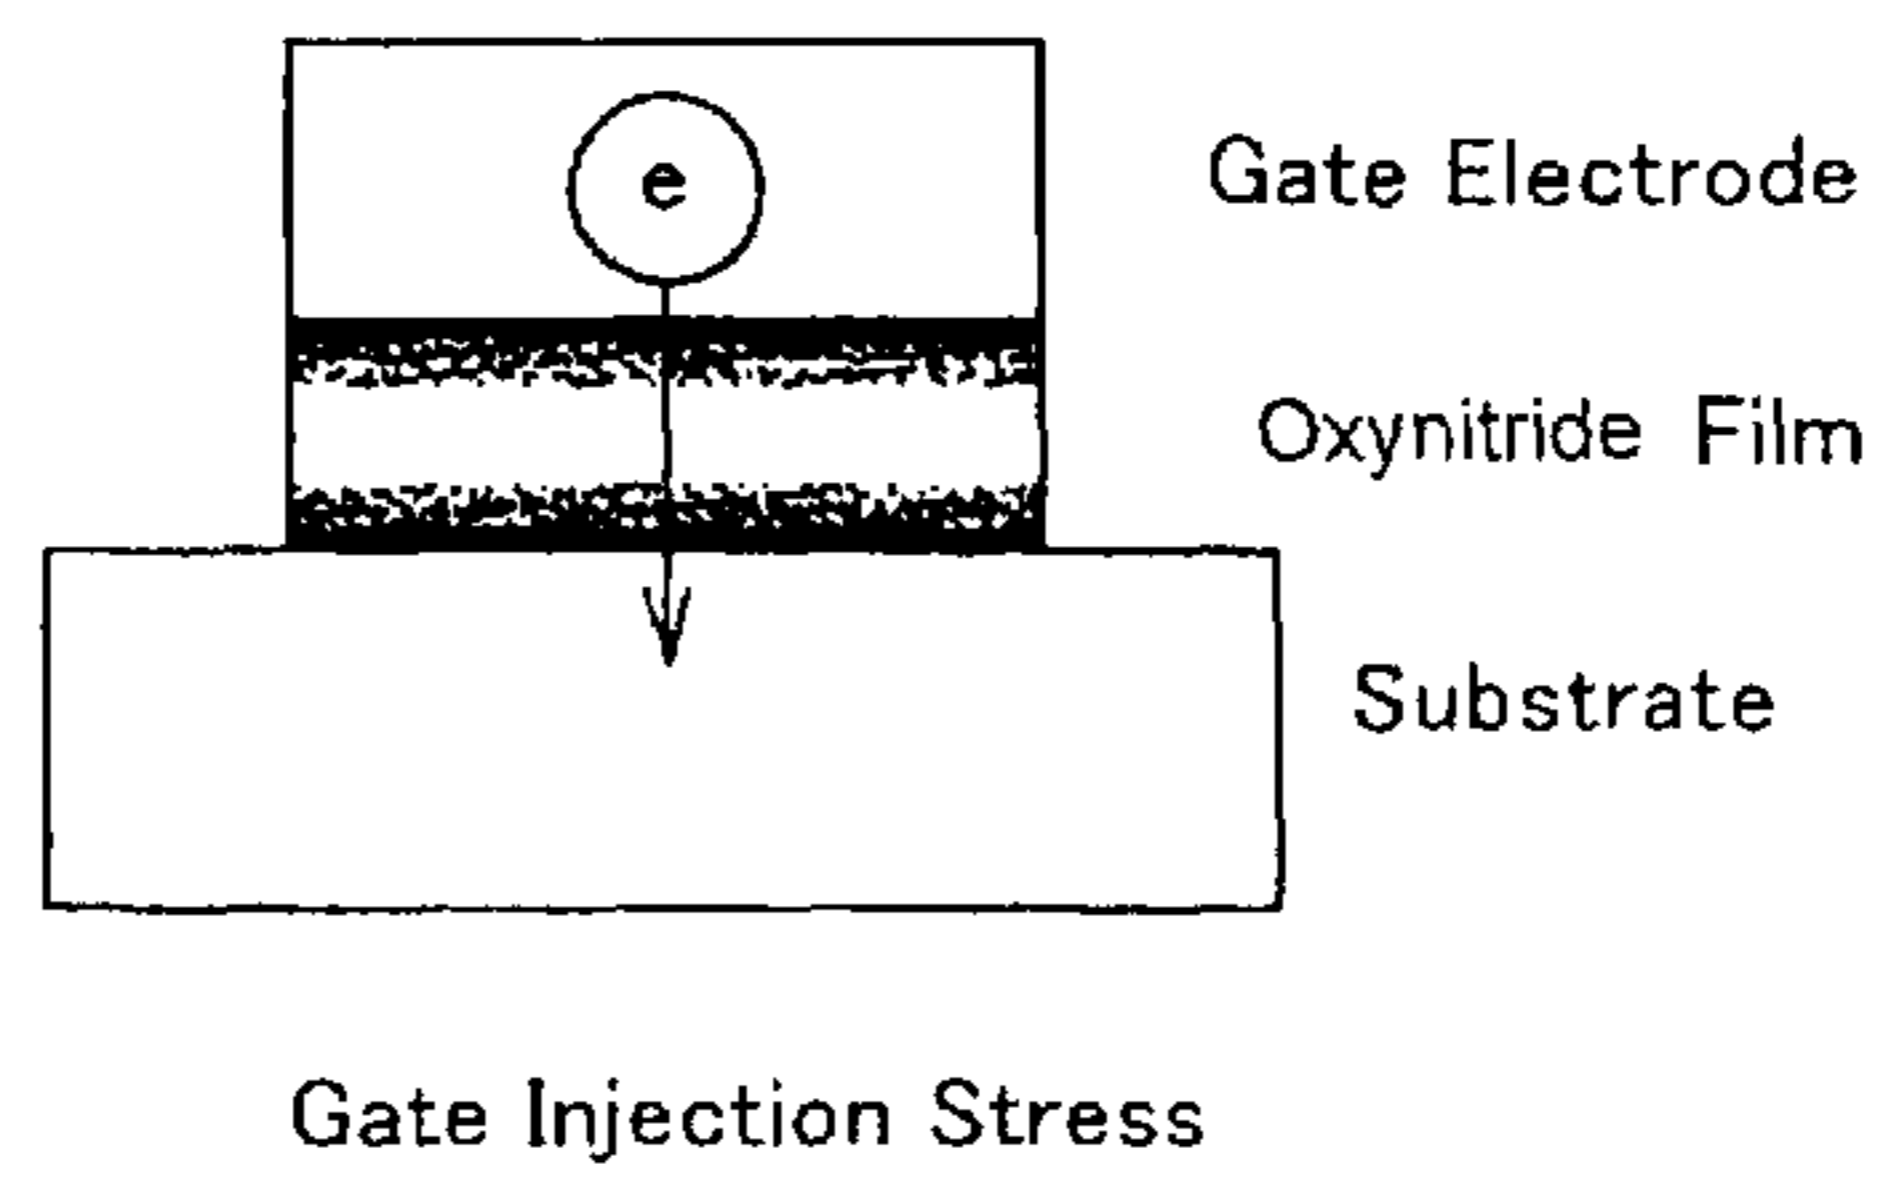 e
Gate Electrode
Oxynitride Film
Substrate
Gate Injection Stress